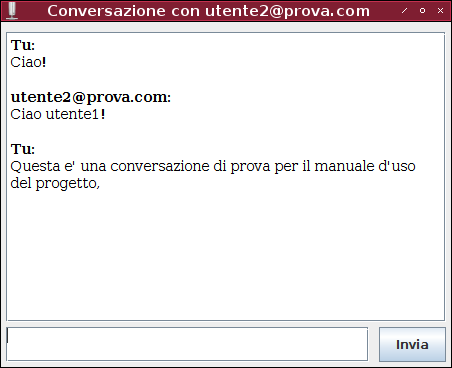 Conversazione con utente2@prova.com
Tu:
Ciao!
utente2@prova.com:
Ciao utente1!
Tu:
Questa e' una conversazione di prova per il manuale d'uso
del progetto,
Invia